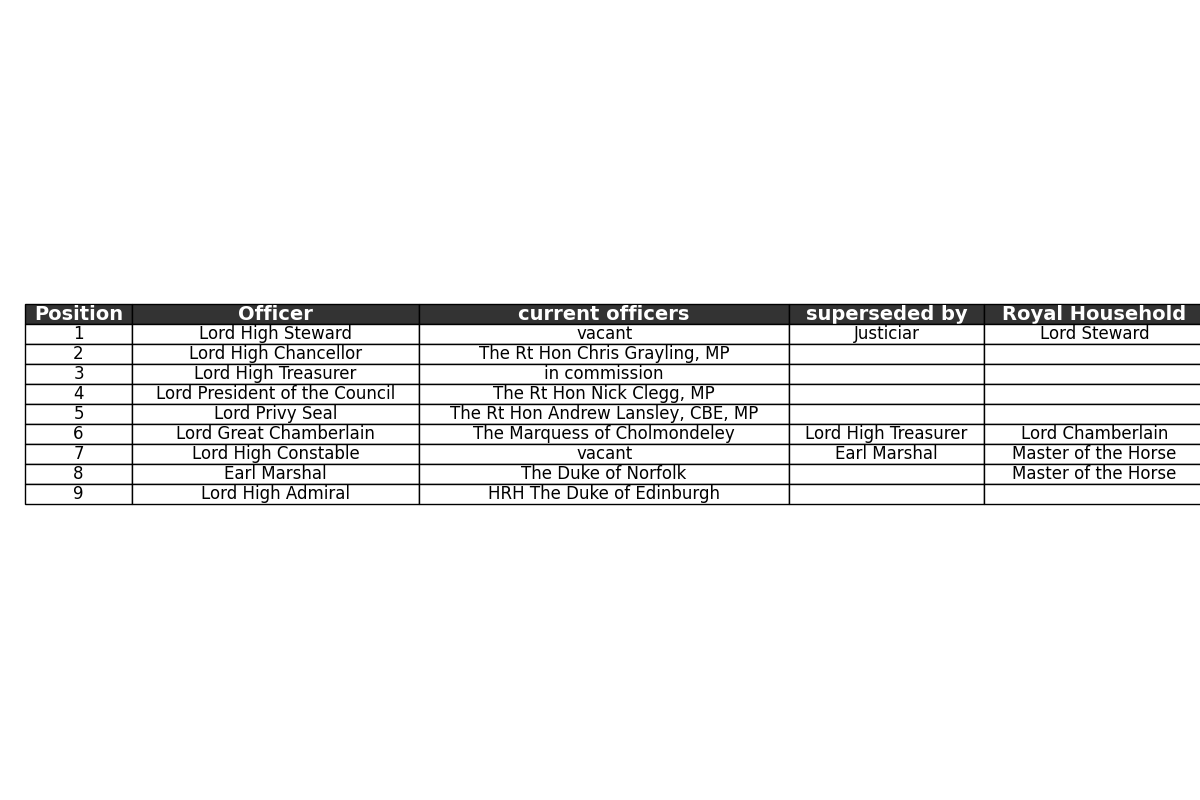 Position Officer current officers superseded by Royal Household
1 Lord High Steward vacant Justiciar Lord Steward
2 Lord High Chancellor The Rt Hon Chris Grayling, MP
3 Lord High Treasurer in commission
4 Lord President of the Council The Rt Hon Nick Clegg, MP
5 Lord Privy Seal The Rt Hon Andrew Lansley, CBE, MP
6 Lord Great Chamberlain The Marquess of Cholmondeley Lord High Treasurer Lord Chamberlain
7 Lord High Constable vacant Earl Marshal Master of the Horse
8 Earl Marshal The Duke of Norfolk Master of the Horse
9 Lord High Admiral HRH The Duke of Edinburgh